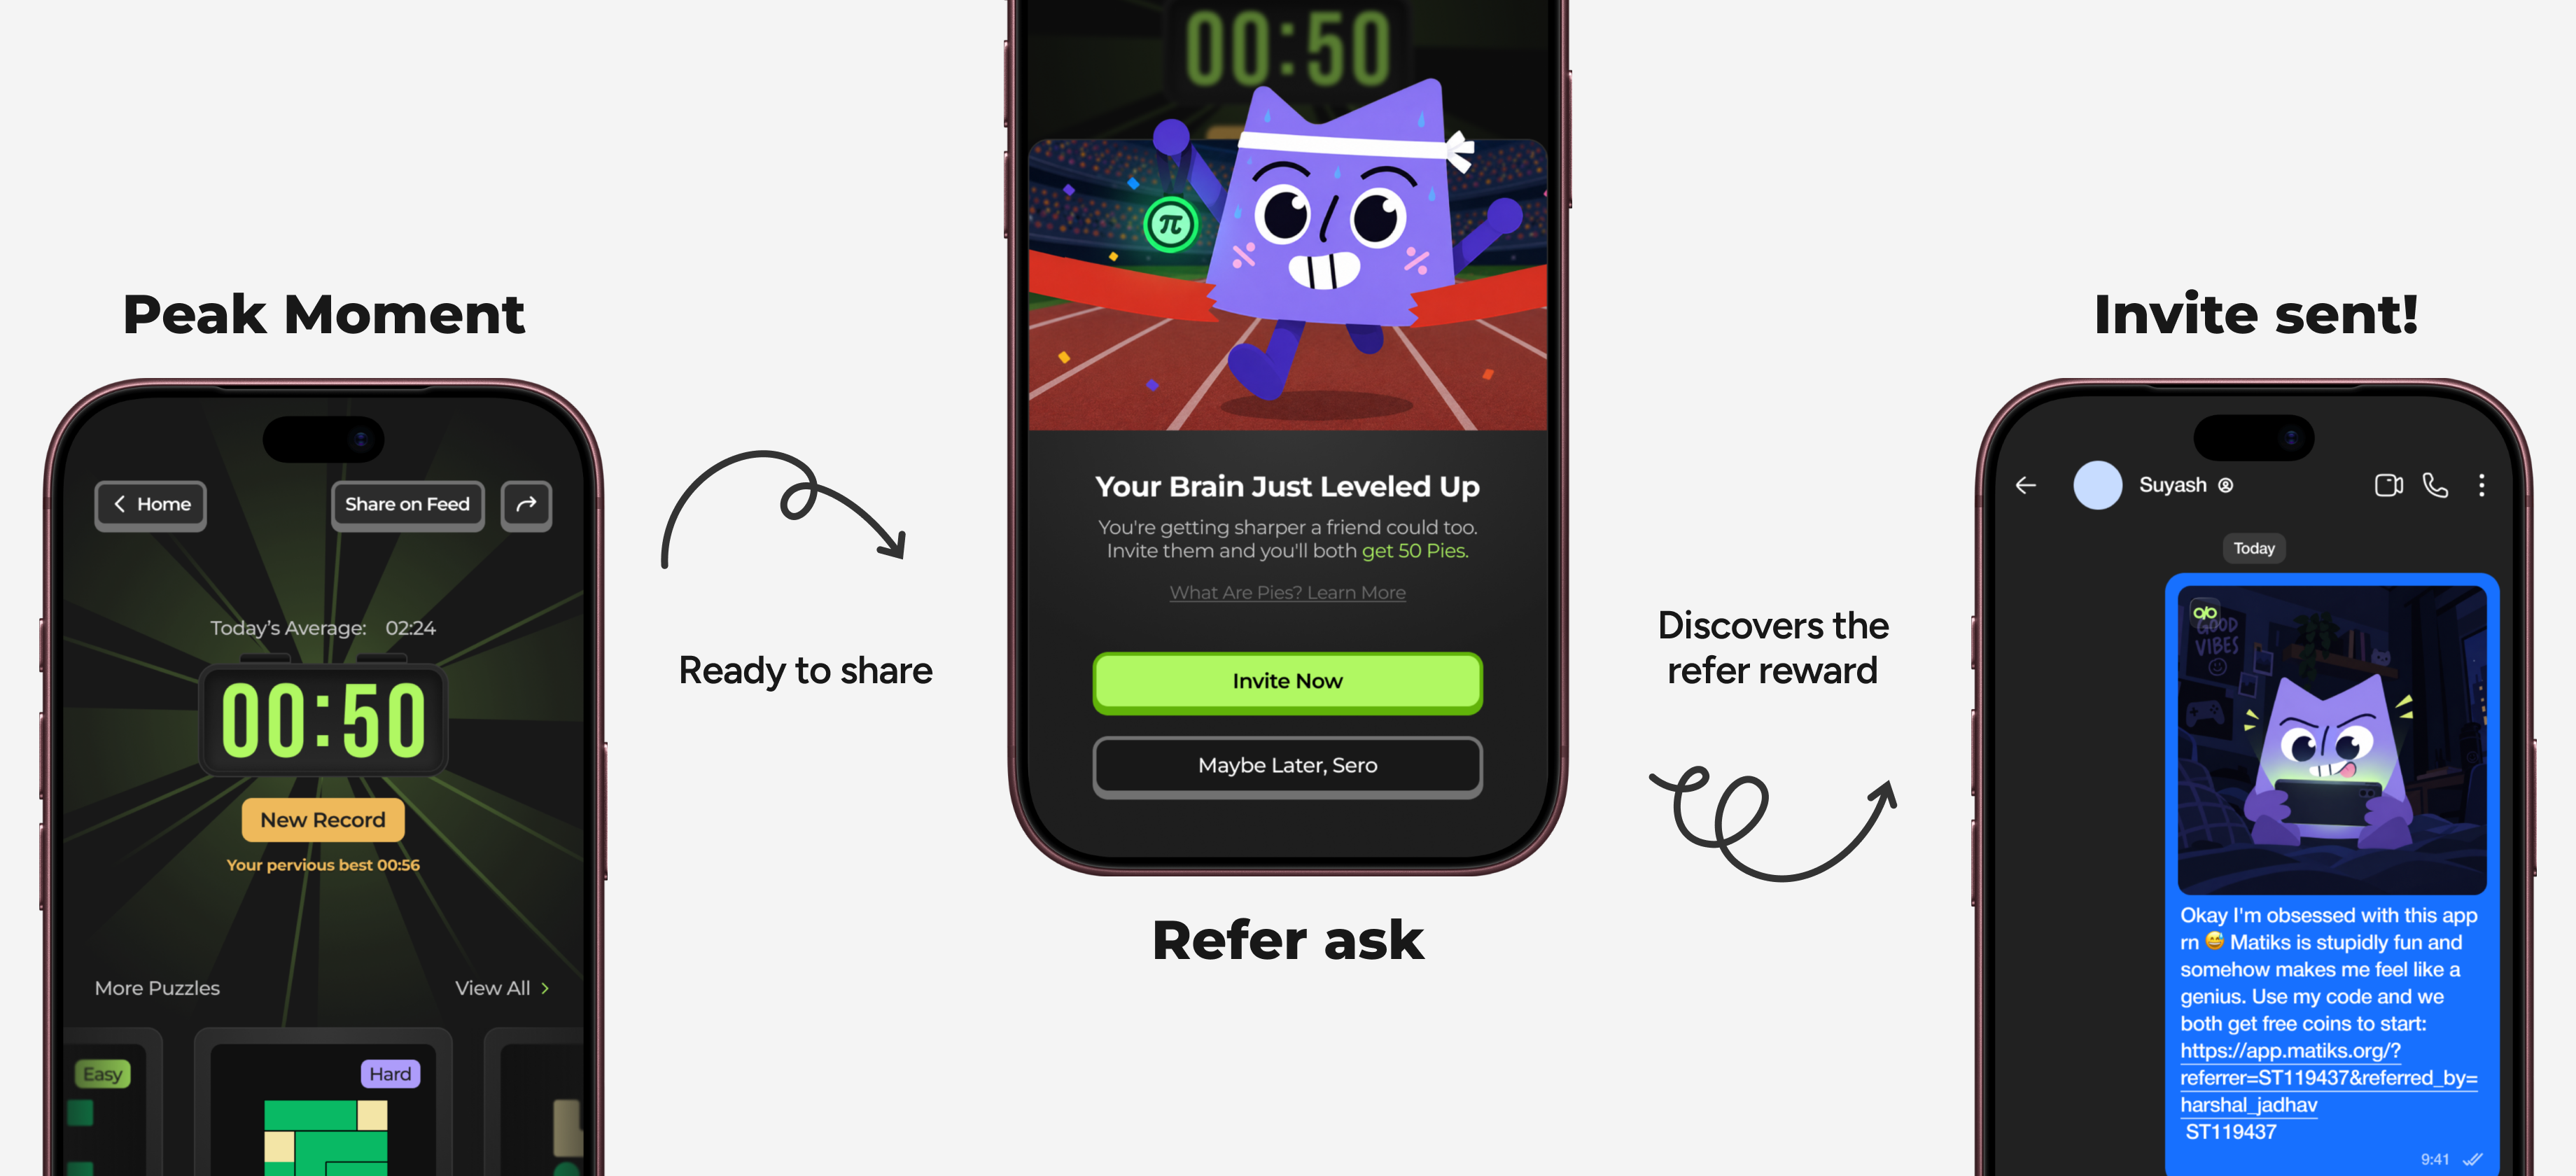 Peak Moment
Home
Share on Feed
Today's Average: 02:24
00:50
New Record
Your pervious best 00:56
More Puzzles
View All
Easy
Hard
Ready to share
00:50
π
Your Brain Just Leveled Up
You're getting sharper a friend could too.
Invite them and you'll both get 50 Pies.
What Are Pies? Learn More
Invite Now
Maybe Later, Sero
Refer ask
Discovers the
refer reward
Invite sent!
Suyash
Today
GOOD
VIBES
Okay I'm obsessed with this app
rn 😅 Matiks is stupidly fun and
somehow makes me feel like a
genius. Use my code and we
both get free coins to start:
https://app.matiks.org/?
referrer=ST119437&referred_by=
harshal_jadhav
ST119437
9:41